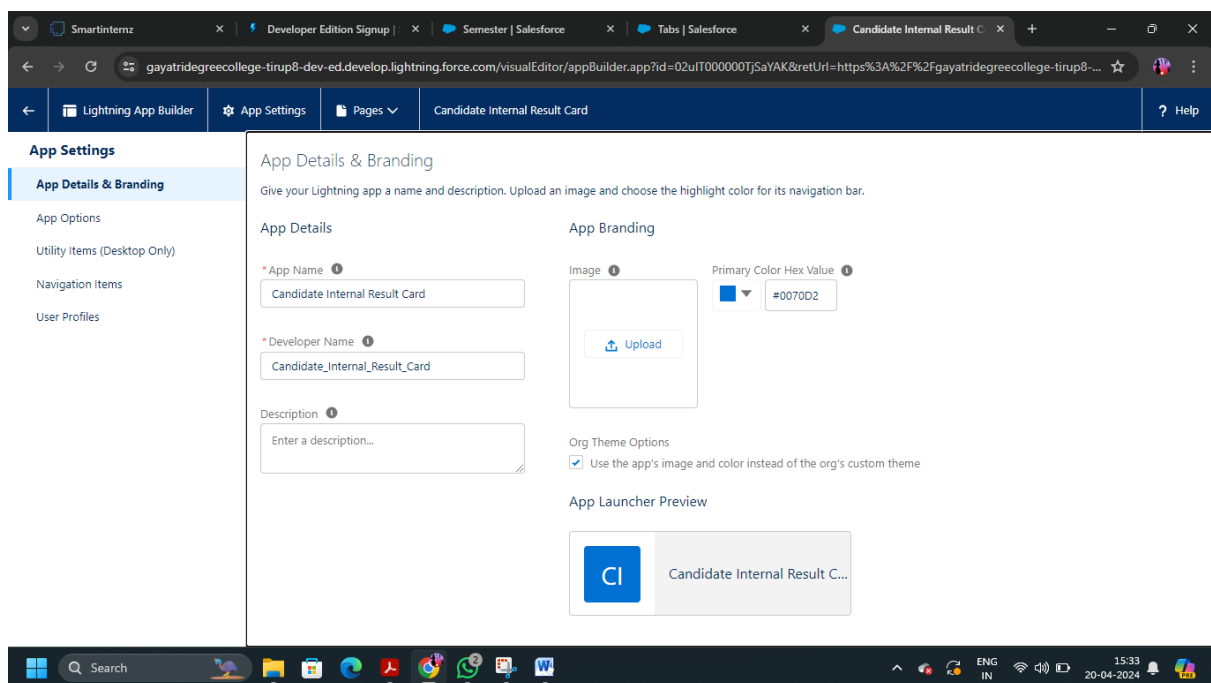 Smartinternz
Developer Edition Signup |
Semester | Salesforce
Tabs | Salesforce
Candidate Internal Result C
gayatridegreecollege-tirup8-dev-ed.develop.lightning.force.com/visualEditor/appBuilder.app?id=02uIT000000TjSaYAK&retUrl=https%3A%2F%2Fgayatridegreecollege-tirup8-...
Lightning App Builder
App Settings
Pages
Candidate Internal Result Card
? Help
App Settings
App Details & Branding
App Options
Utility Items (Desktop Only)
Navigation Items
User Profiles
App Details & Branding
Give your Lightning app a name and description. Upload an image and choose the highlight color for its navigation bar.
App Details
*App Name
Candidate Internal Result Card
*Developer Name
Candidate_Internal_Result_Card
Description
Enter a description...
App Branding
Image
Upload
Primary Color Hex Value
#0070D2
Org Theme Options
Use the app's image and color instead of the org's custom theme
App Launcher Preview
CI
Candidate Internal Result C...
Search
2
W
ENG
IN
15:33
20-04-2024
PRE